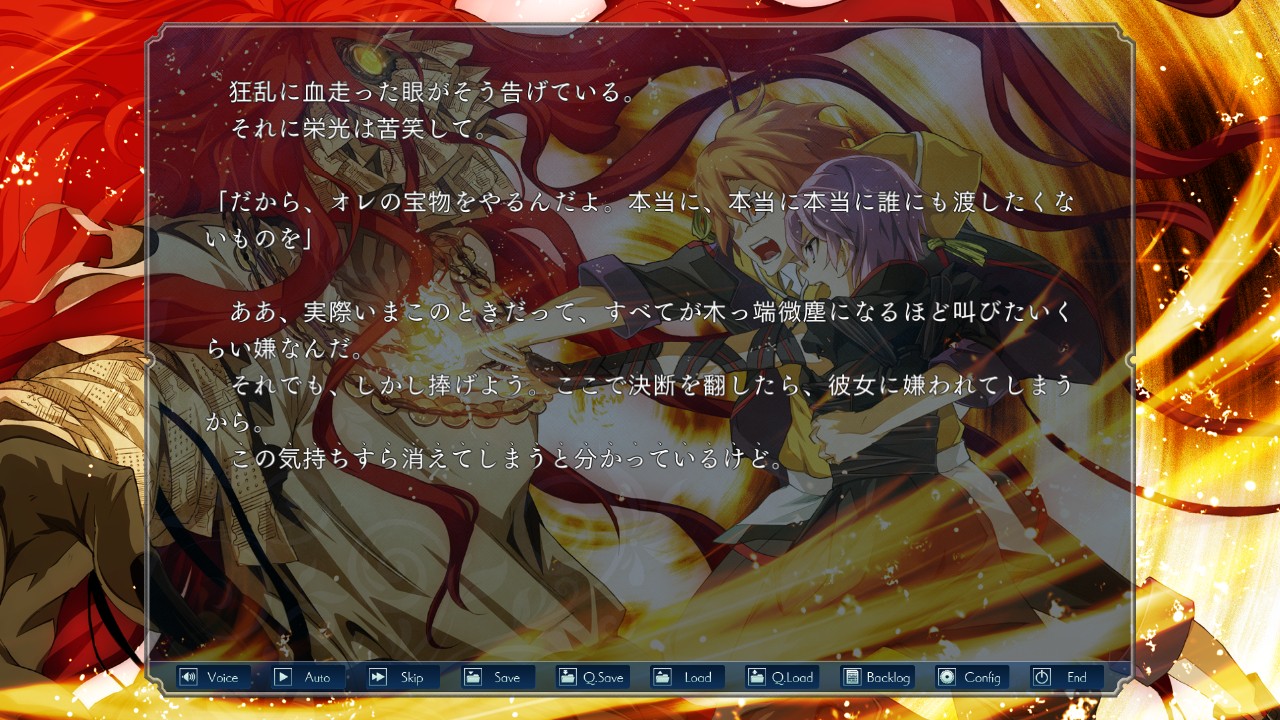 狂乱に血走った眼がそう告げている。
それに栄光は苦笑して。
「だから、オレの宝物をやるんだよ。本当に、本当に本当に誰にも渡したくな
いものを」
ああ、実際いまこのときだって、すべてが木っ端微塵になるほど叫びたいく
らい嫌なんだ。
それでも、しかし捧げよう。ここで決断を翻したら、彼女に嫌われてしまう
から。
この気持ちすら消えてしまうと分かっているけど。
Voice Auto Skip Save Q.Save Load Q.Load Backlog Config End